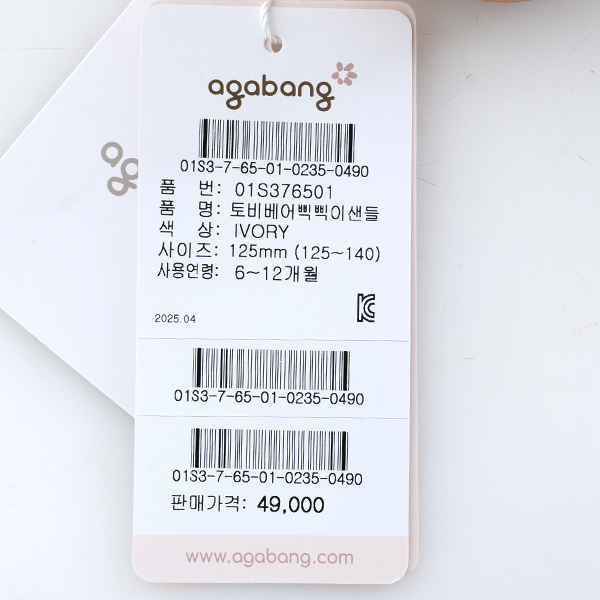 agabang
01S3-7-65-01-0235-0490
품 번: 01S376501
품 명: 토비베어삑삑이샌들
색 상: IVORY
사이즈: 125mm (125~140)
사용연령: 6~12개월
2025.04
01S3-7-65-01-0235-0490
01S3-7-65-01-0235-0490
판매가격: 49,000
www.agabang.com